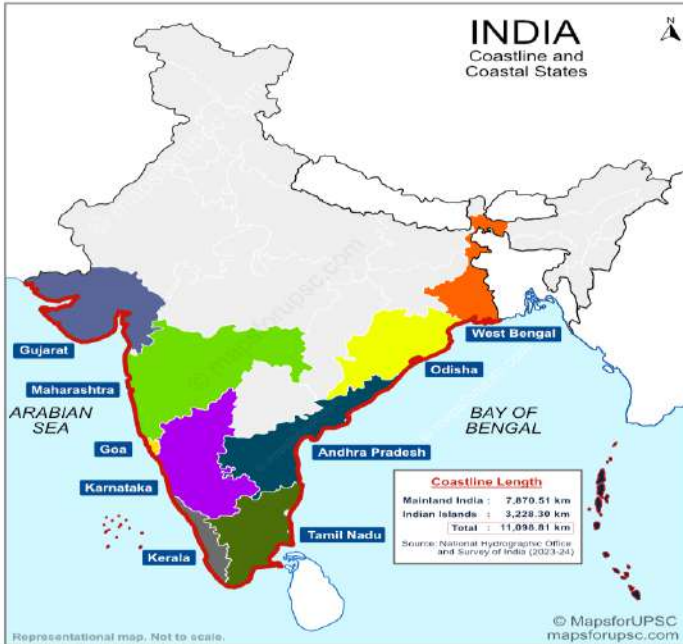 INDIA
Coastline and
Coastal States
N
© mapsforupsc.com
Gujarat
Maharashtra
ARABIAN
SEA
Goa
Karnataka
Kerala
West Bengal
Odisha
BAY OF
BENGAL
Andhra Pradesh
Tamil Nadu
Coastline Length
Mainland India : 7,870.51 km
Indian Islands : 3,228.30 km
Total : 11,098.81 km
Source: National Hydrographic Office
and Survey of India (2023-24)
© MapsforUPSC
mapsforupsc.com
Representational map. Not to scale.